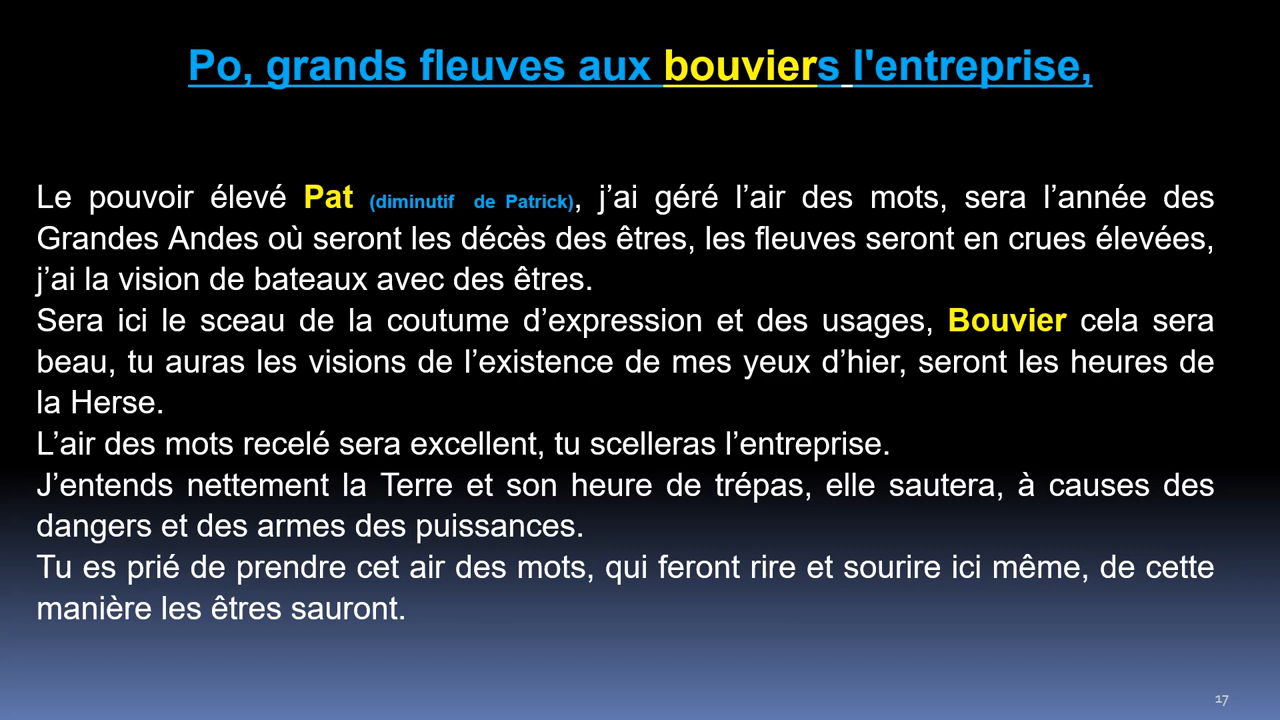 Po, grands fleuves aux bouviers l'entreprise,
Le pouvoir élevé Pat (diminutif de Patrick), j’ai géré l’air des mots, sera l’année des
Grandes Andes où seront les décès des êtres, les fleuves seront en crues élevées,
j’ai la vision de bateaux avec des êtres.
Sera ici le sceau de la coutume d’expression et des usages, Bouvier cela sera
beau, tu auras les visions de l’existence de mes yeux d’hier, seront les heures de
la Herse.
L’air des mots recelé sera excellent, tu scelleras l’entreprise.
J’entends nettement la Terre et son heure de trépas, elle sautera, à causes des
dangers et des armes des puissances.
Tu es prié de prendre cet air des mots, qui feront rire et sourire ici même, de cette
manière les êtres sauront.
17